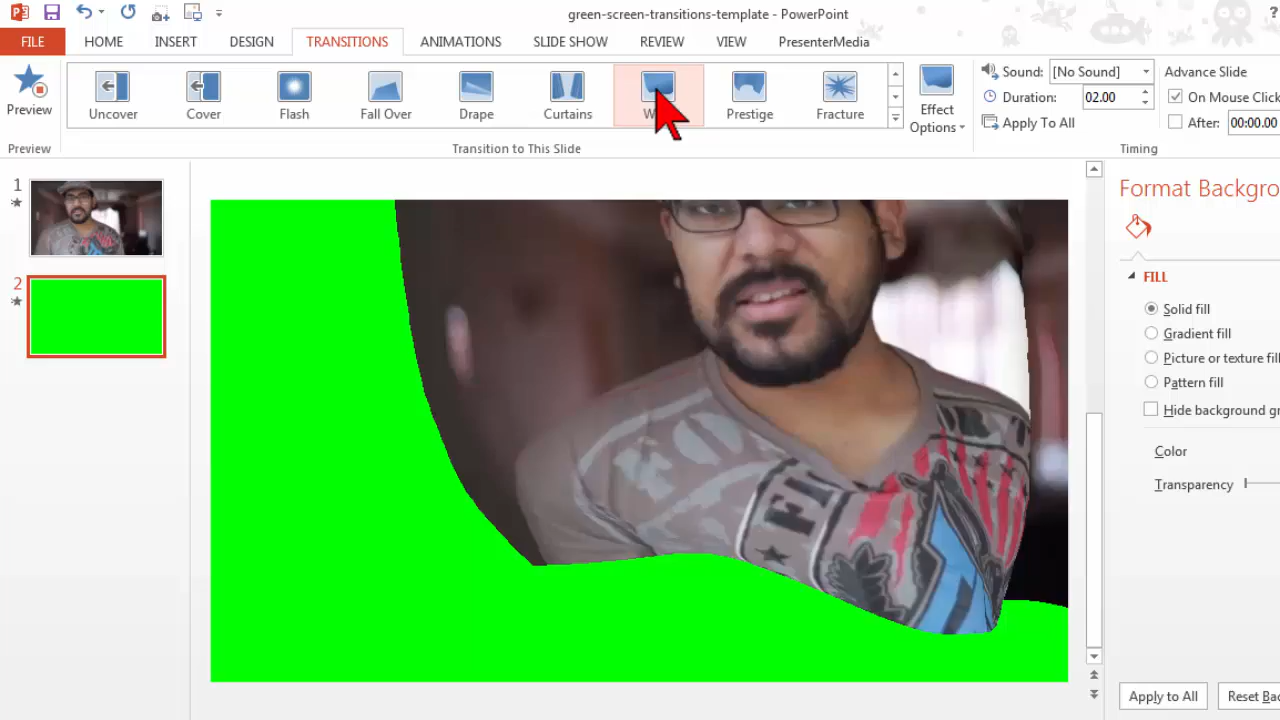 green-screen-transitions-template - PowerPoint
?
FILE HOME INSERT DESIGN TRANSITIONS ANIMATIONS SLIDE SHOW REVIEW VIEW PresenterMedia
Preview
Uncover Cover Flash Fall Over Drape Curtains Prestige Fracture
Effect
Options
Sound: [No Sound]
Duration: 02.00
Apply To All
Advance Slide
On Mouse Click
After: 00:00.00
Preview Transition to This Slide Timing
1
2
Format Backgro
FILL
Solid fill
Gradient fill
Picture or texture fill
Pattern fill
Hide background gr
Color
Transparency
Apply to All
Reset Bac